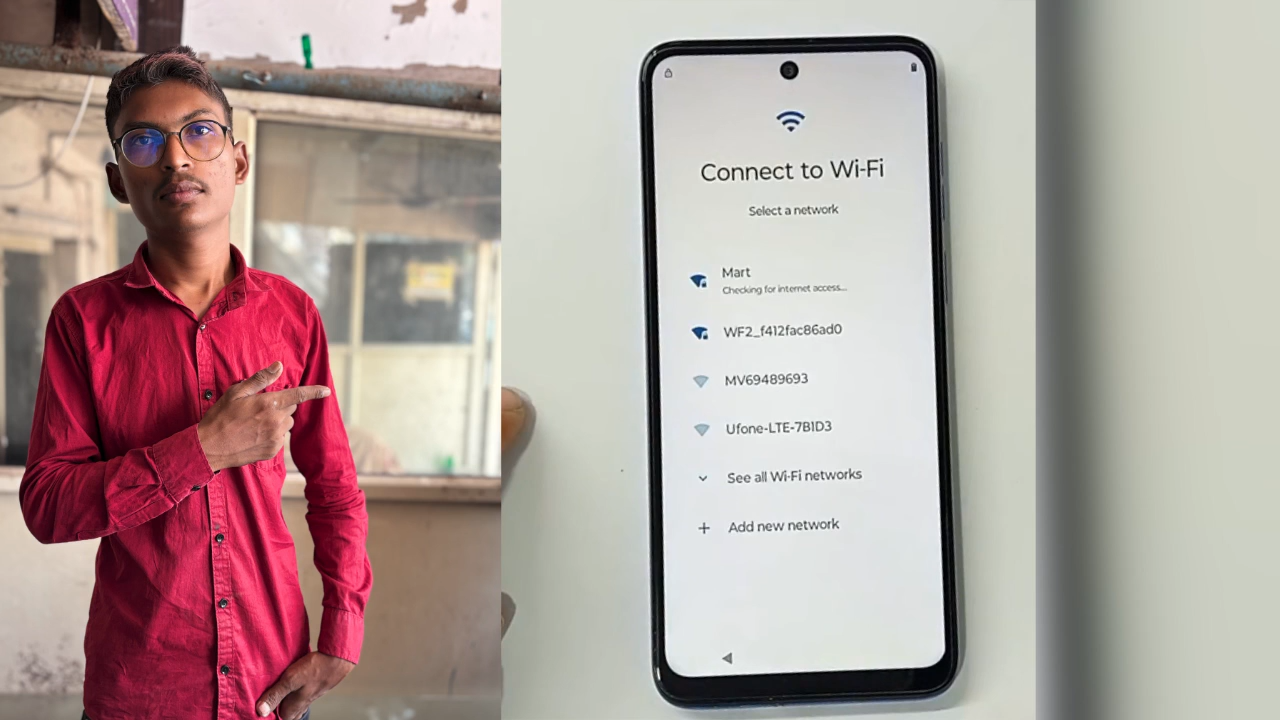 Connect to Wi-Fi
Select a network
Mart
Checking for internet access...
WF2_f412fac86ad0
MV69489693
Ufone-LTE-7B1D3
See all Wi-Fi networks
Add new network